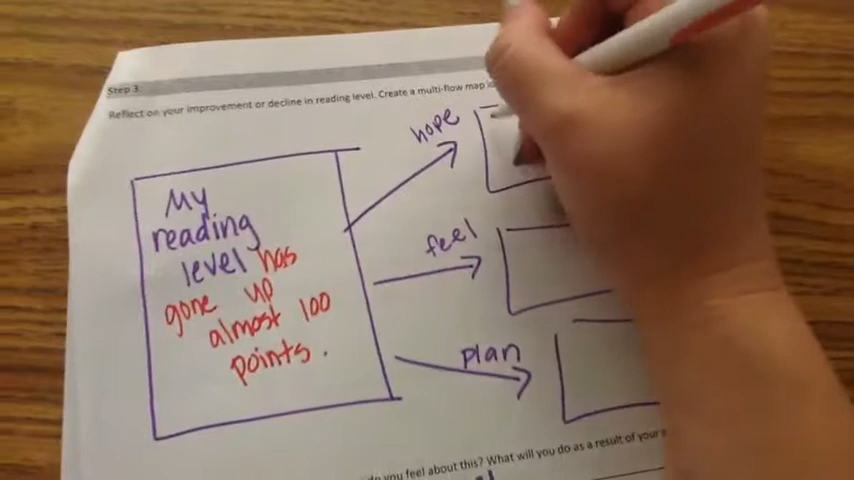 Step 3.
Reflect on your improvement or decline in reading level. Create a multi-flow map
hope
My
reading
level has
gone up
almost 100
points.
feel
plan
do you feel about this? What will you do as a result of your